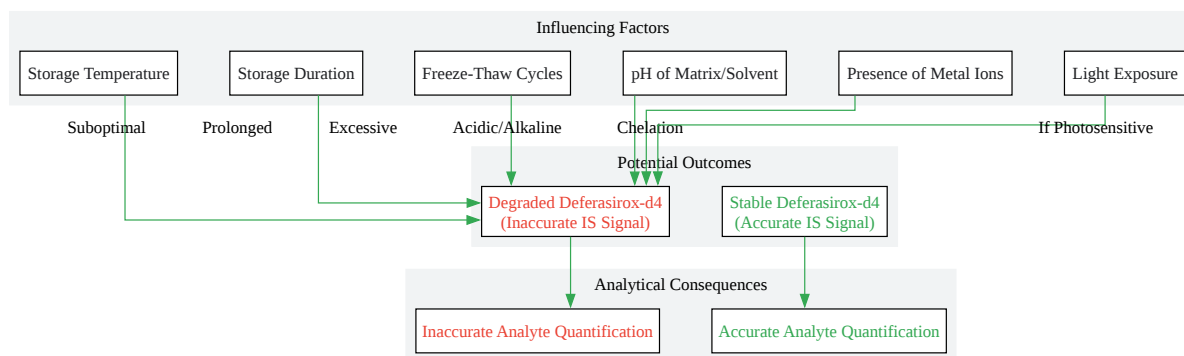 Influencing Factors
Storage Temperature
Storage Duration
Freeze-Thaw Cycles
pH of Matrix/Solvent
Presence of Metal Ions
Light Exposure
Suboptimal
Prolonged
Excessive
Acidic/Alkaline
Chelation
If Photosensitive
Potential Outcomes
Degraded Deferasirox-d4
(Inaccurate IS Signal)
Stable Deferasirox-d4
(Accurate IS Signal)
Analytical Consequences
Inaccurate Analyte Quantification
Accurate Analyte Quantification